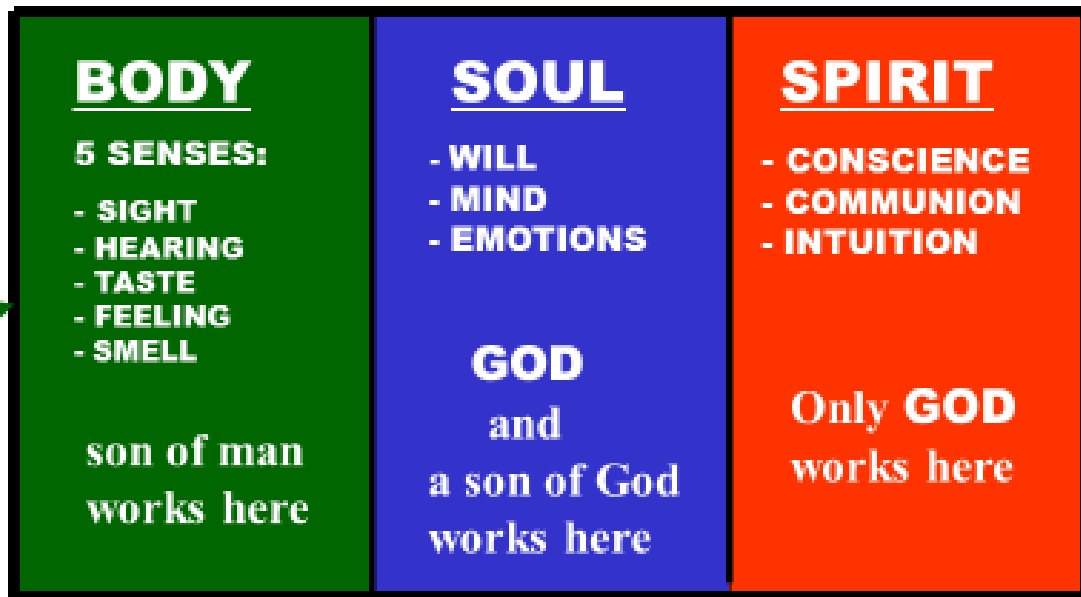 BODY
5 SENSES:
- SIGHT
- HEARING
- TASTE
- FEELING
- SMELL
son of man
works here
SOUL
- WILL
- MIND
- EMOTIONS
GOD
and
a son of God
works here
SPIRIT
- CONSCIENCE
- COMMUNION
- INTUITION
Only GOD
works here